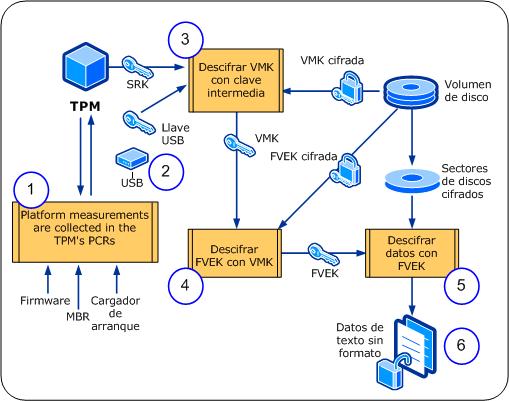 3
Descifrar VMK
con clave
intermedia
VMK cifrada
Volumen
de disco
TPM
SRK
Llave
USB
VMK
FVEK cifrada
USB
2
Sectores
de discos
cifrados
1
Platform measurements
are collected in the
TPM's PCRs
Descifrar
FVEK con VMK
4
FVEK
Descifrar
datos con
FVEK
5
Firmware
MBR
Cargador
de
arranque
Datos de
texto sin
formato
6